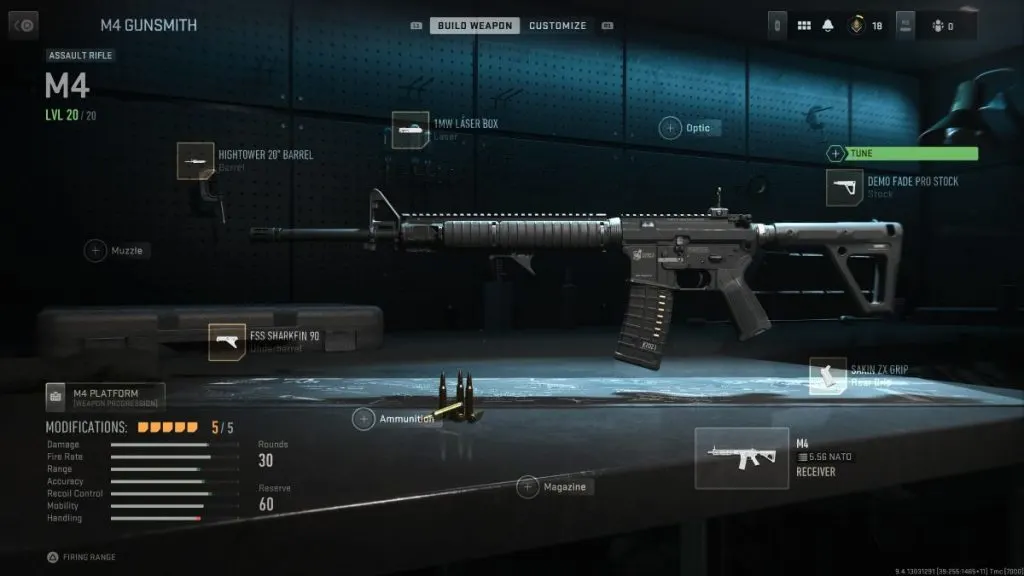 M4 GUNSMITH
L1
BUILD WEAPON
CUSTOMIZE
R1
18
0
ASSAULT RIFLE
M4
LVL 20 / 20
1MW LASER BOX
Laser
Optic
HIGHTOWER 20" BARREL
Barrel
TUNE
DEMO FADE PRO STOCK
Stock
Muzzle
FSS SHARKFIN 90
Underbarrel
SAKIN ZX GRIP
Rear Grip
M4 PLATFORM
[WEAPON PROGRESSION]
Ammunition
MODIFICATIONS: 5/5
Damage
Fire Rate
Range
Accuracy
Recoil Control
Mobility
Handling
Rounds
30
Reserve
60
M4
5.56 NATO
RECEIVER
Magazine
FIRING RANGE